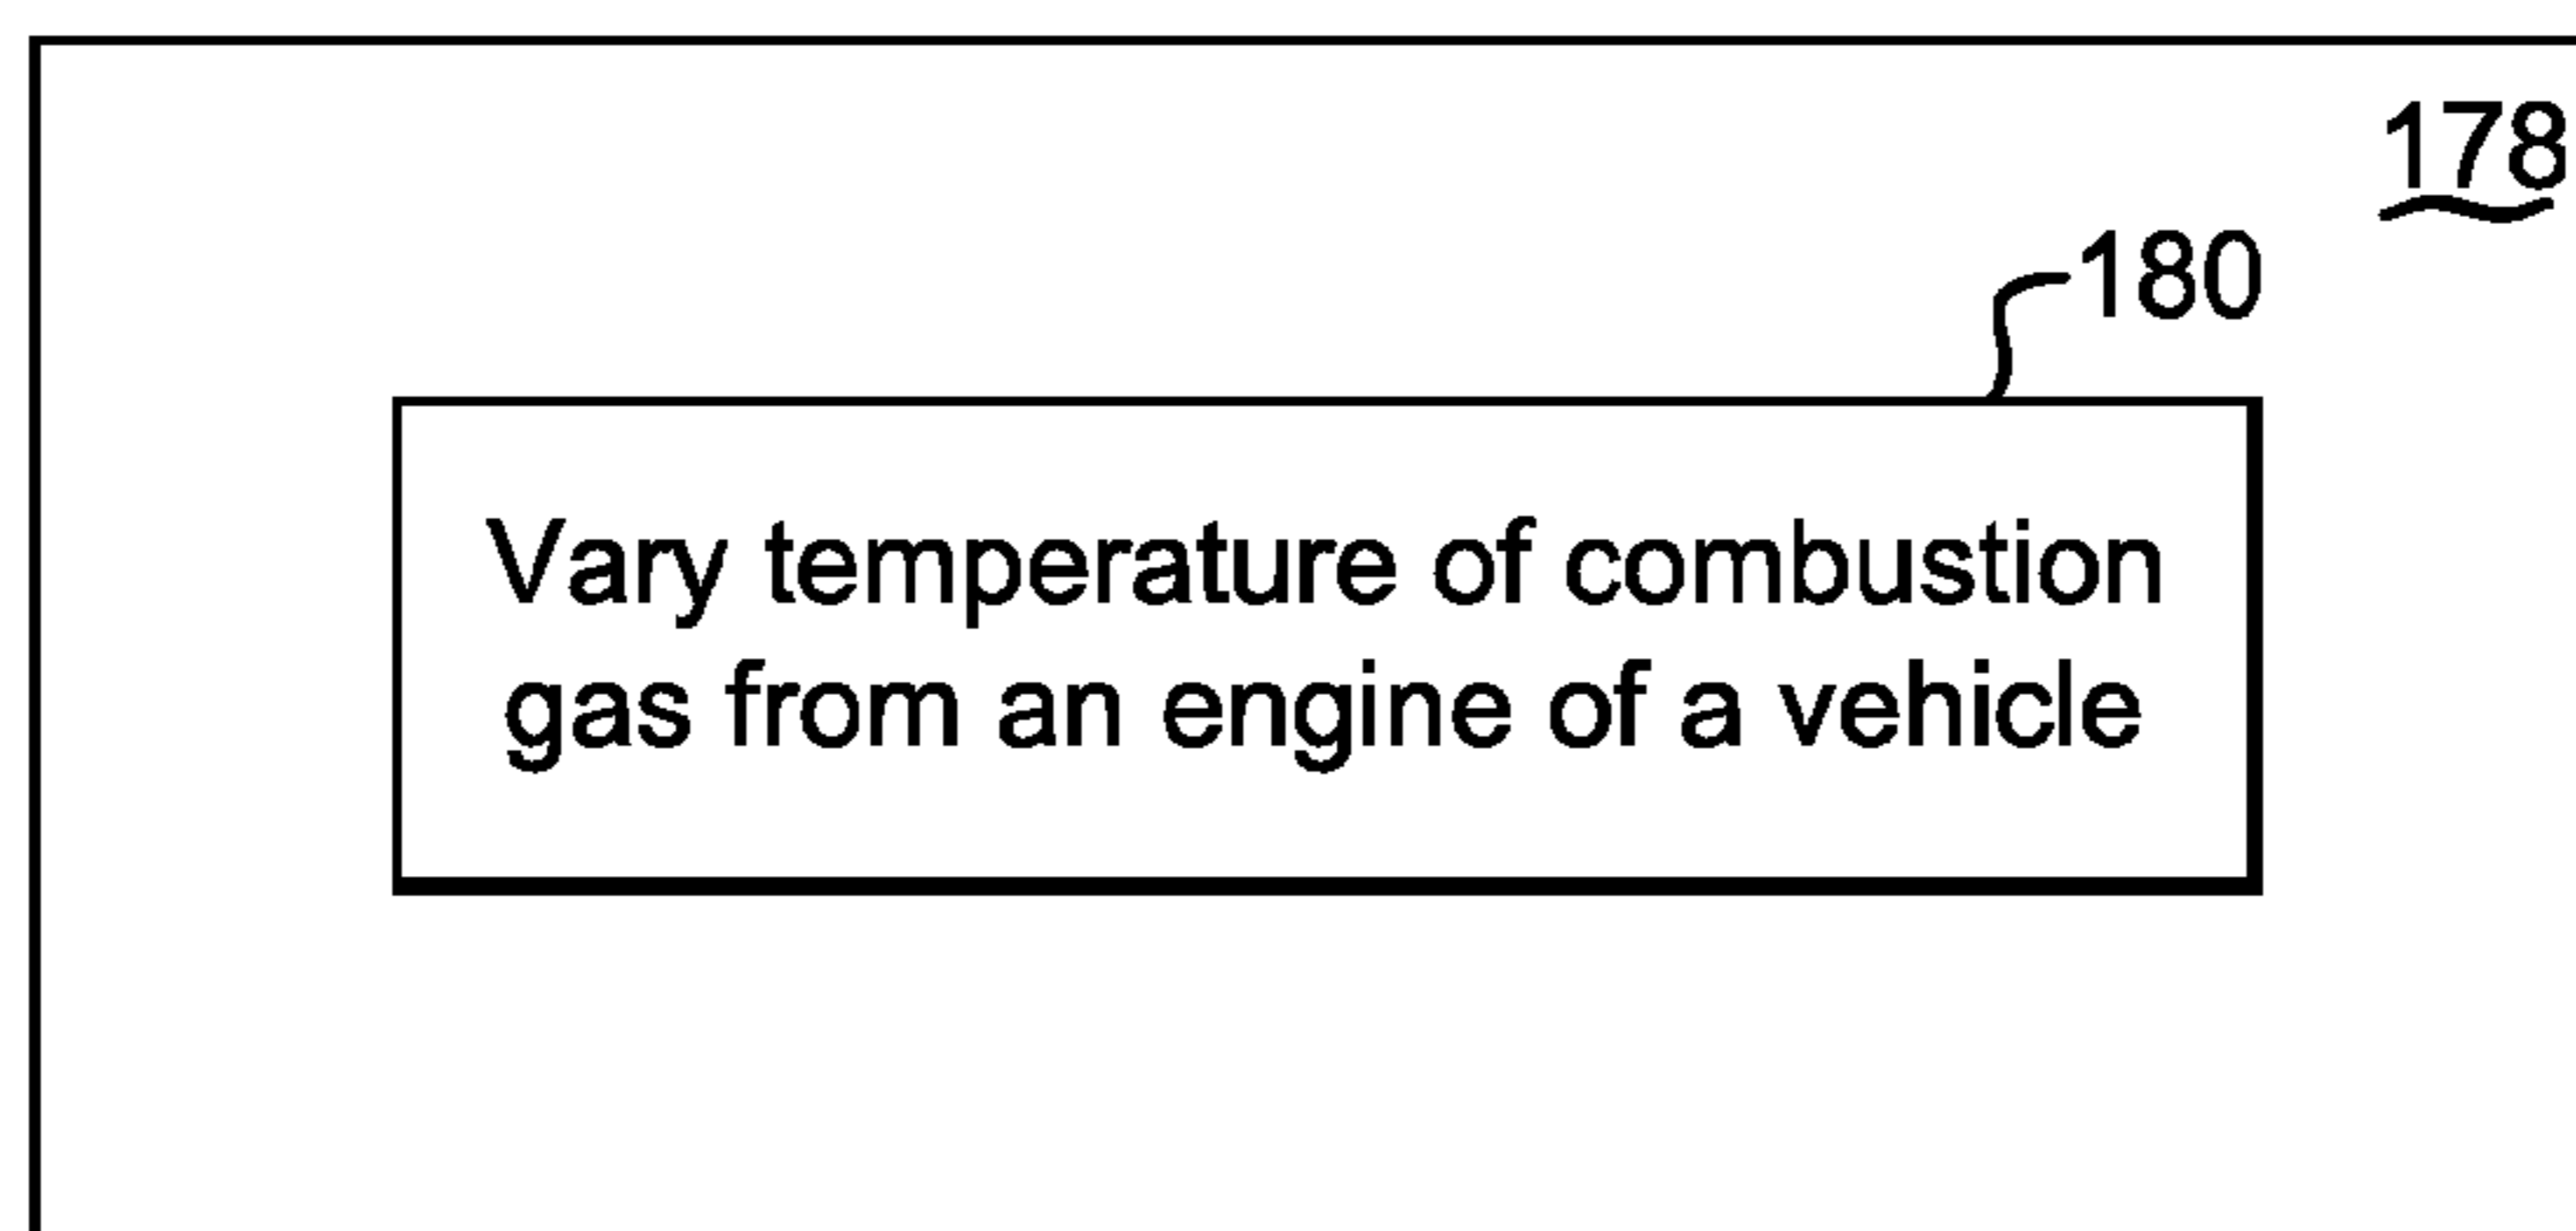 178
180
Vary temperature of combustion
gas from an engine of a vehicle